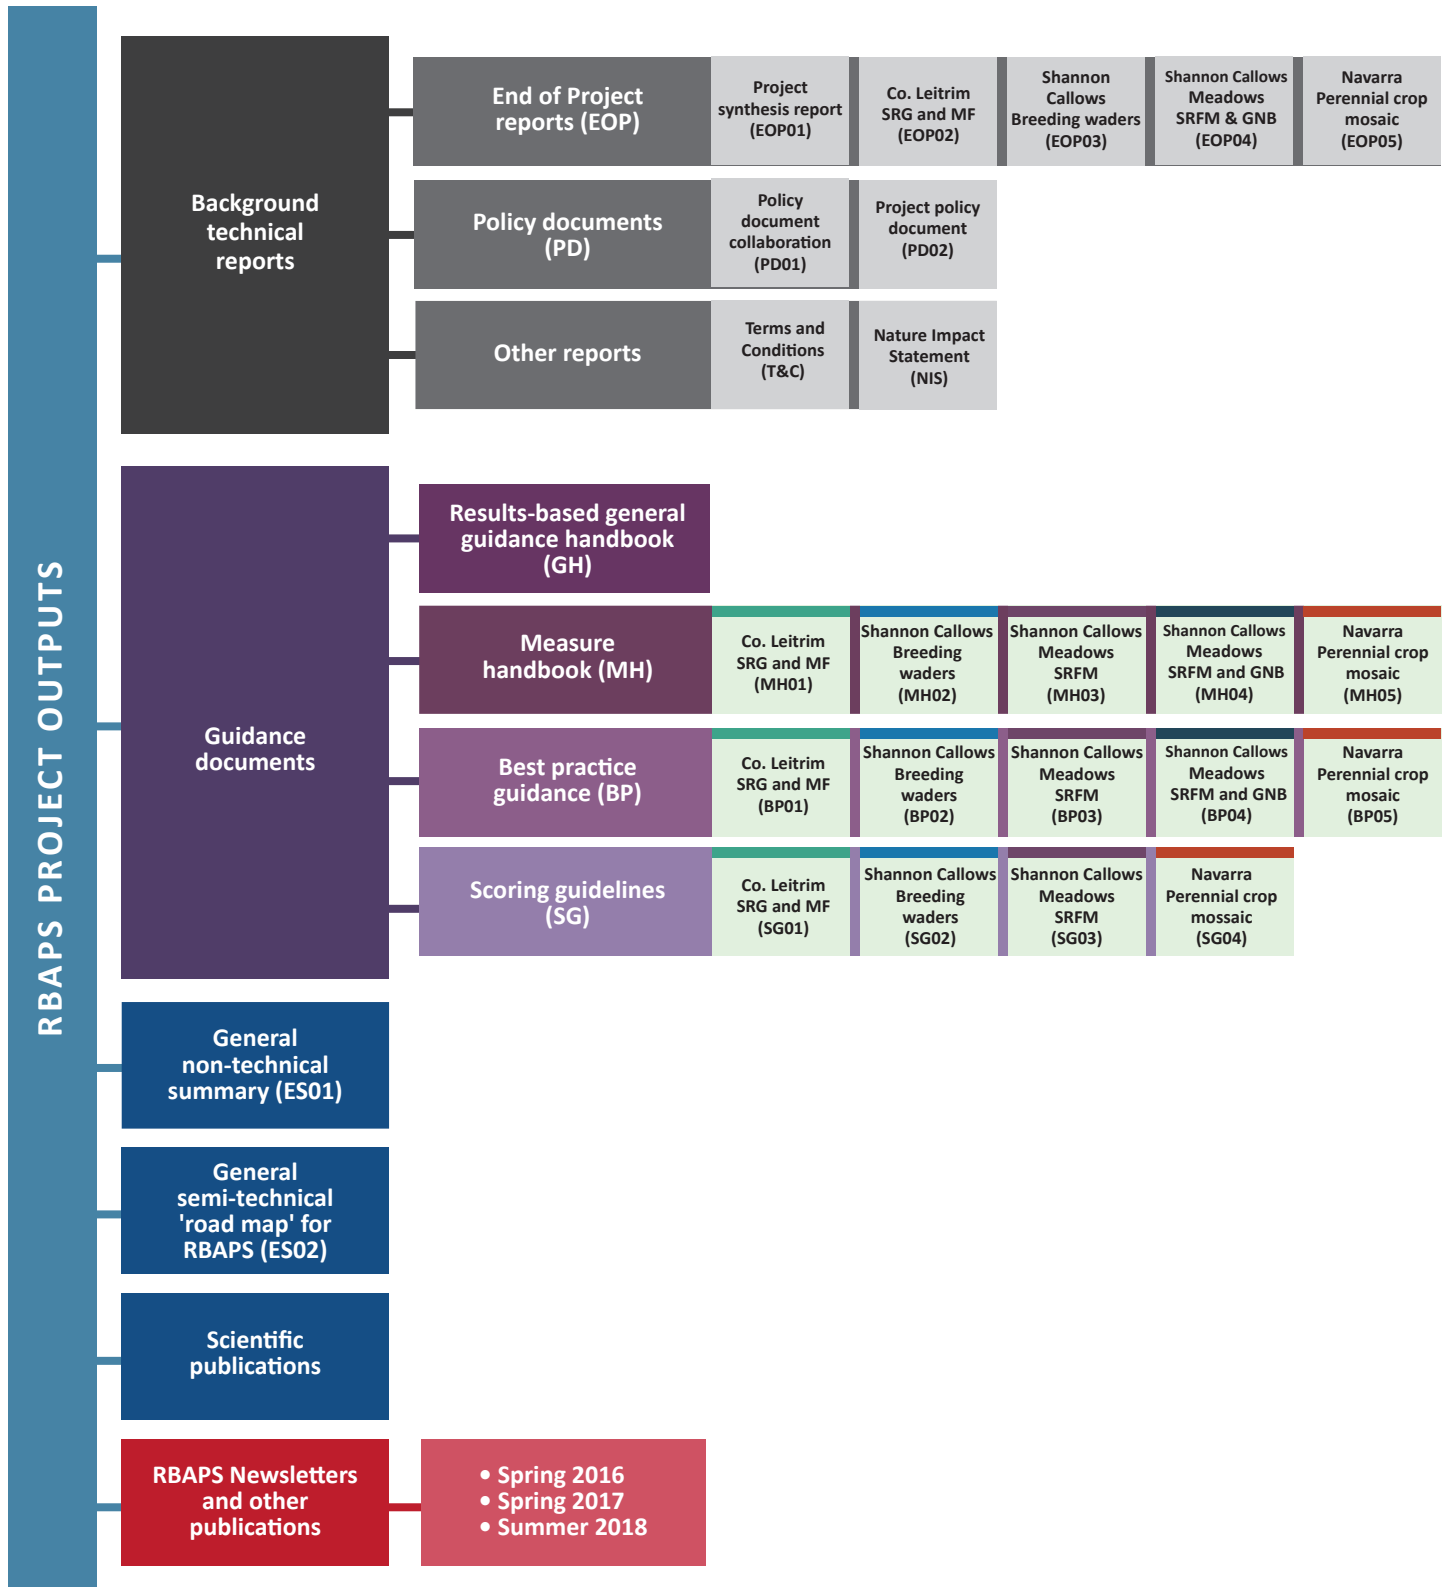 RBAPS PROJECT OUTPUTS
Background
technical
reports
End of Project
reports (EOP)
Project
synthesis report
(EOP01)
Co. Leitrim
SRG and MF
(EOP02)
Shannon
Callows
Breeding waders
(EOP03)
Shannon Callows
Meadows
SRFM & GNB
(EOP04)
Navarra
Perennial crop
mosaic
(EOP05)
Policy documents
(PD)
Policy
document
collaboration
(PD01)
Project policy
document
(PD02)
Other reports
Terms and
Conditions
(T&C)
Nature Impact
Statement
(NIS)
Guidance
documents
Results-based general
guidance handbook
(GH)
Measure
handbook (MH)
Co. Leitrim
SRG and MF
(MH01)
Shannon Callows
Breeding
waders
(MH02)
Shannon Callows
Meadows
SRFM
(MH03)
Shannon Callows
Meadows
SRFM and GNB
(MH04)
Navarra
Perennial crop
mosaic
(MH05)
Best practice
guidance (BP)
Co. Leitrim
SRG and MF
(BP01)
Shannon Callows
Breeding
waders
(BP02)
Shannon Callows
Meadows
SRFM
(BP03)
Shannon Callows
Meadows
SRFM and GNB
(BP04)
Navarra
Perennial crop
mosaic
(BP05)
Scoring guidelines
(SG)
Co. Leitrim
SRG and MF
(SG01)
Shannon Callows
Breeding
waders
(SG02)
Shannon Callows
Meadows
SRFM
(SG03)
Navarra
Perennial crop
mossaic
(SG04)
General
non-technical
summary (ES01)
General
semi-technical
'road map' for
RBAPS (ES02)
Scientific
publications
RBAPS Newsletters
and other
publications
• Spring 2016
• Spring 2017
• Summer 2018